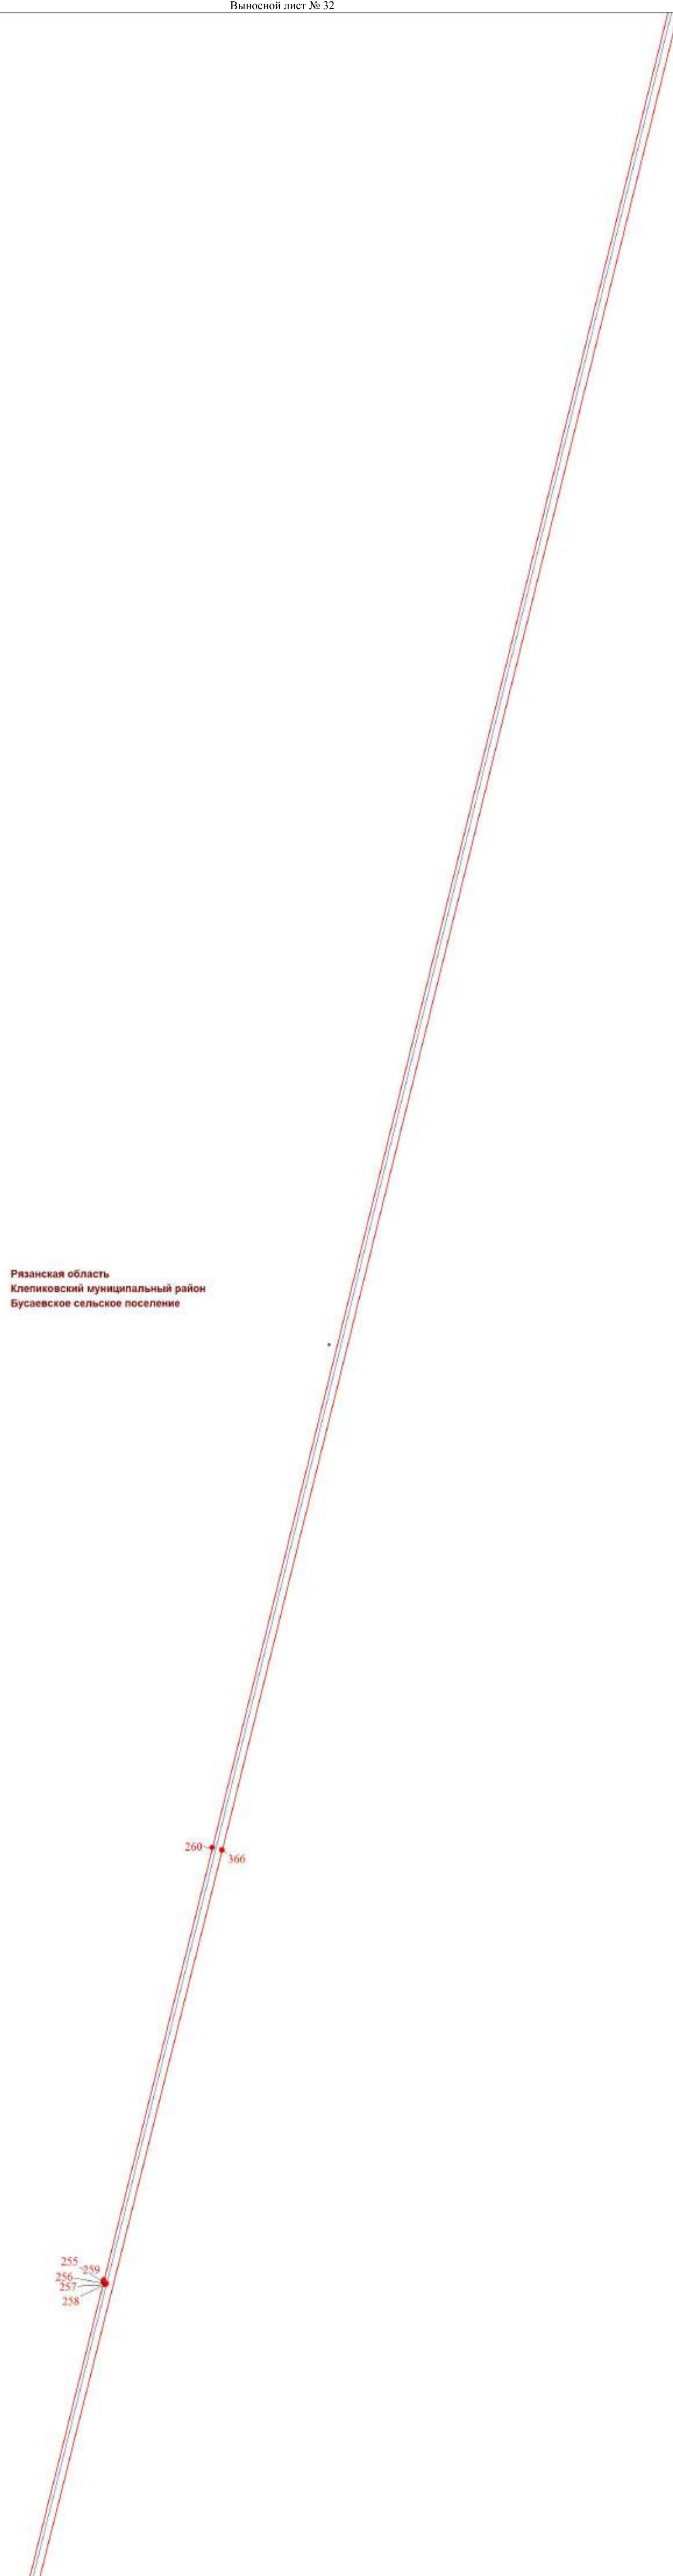 Выносной лист № 32
Рязанская область
Клепиковский муниципальный район
Бусаевское сельское поселение
260
366
255
259
256
257
258